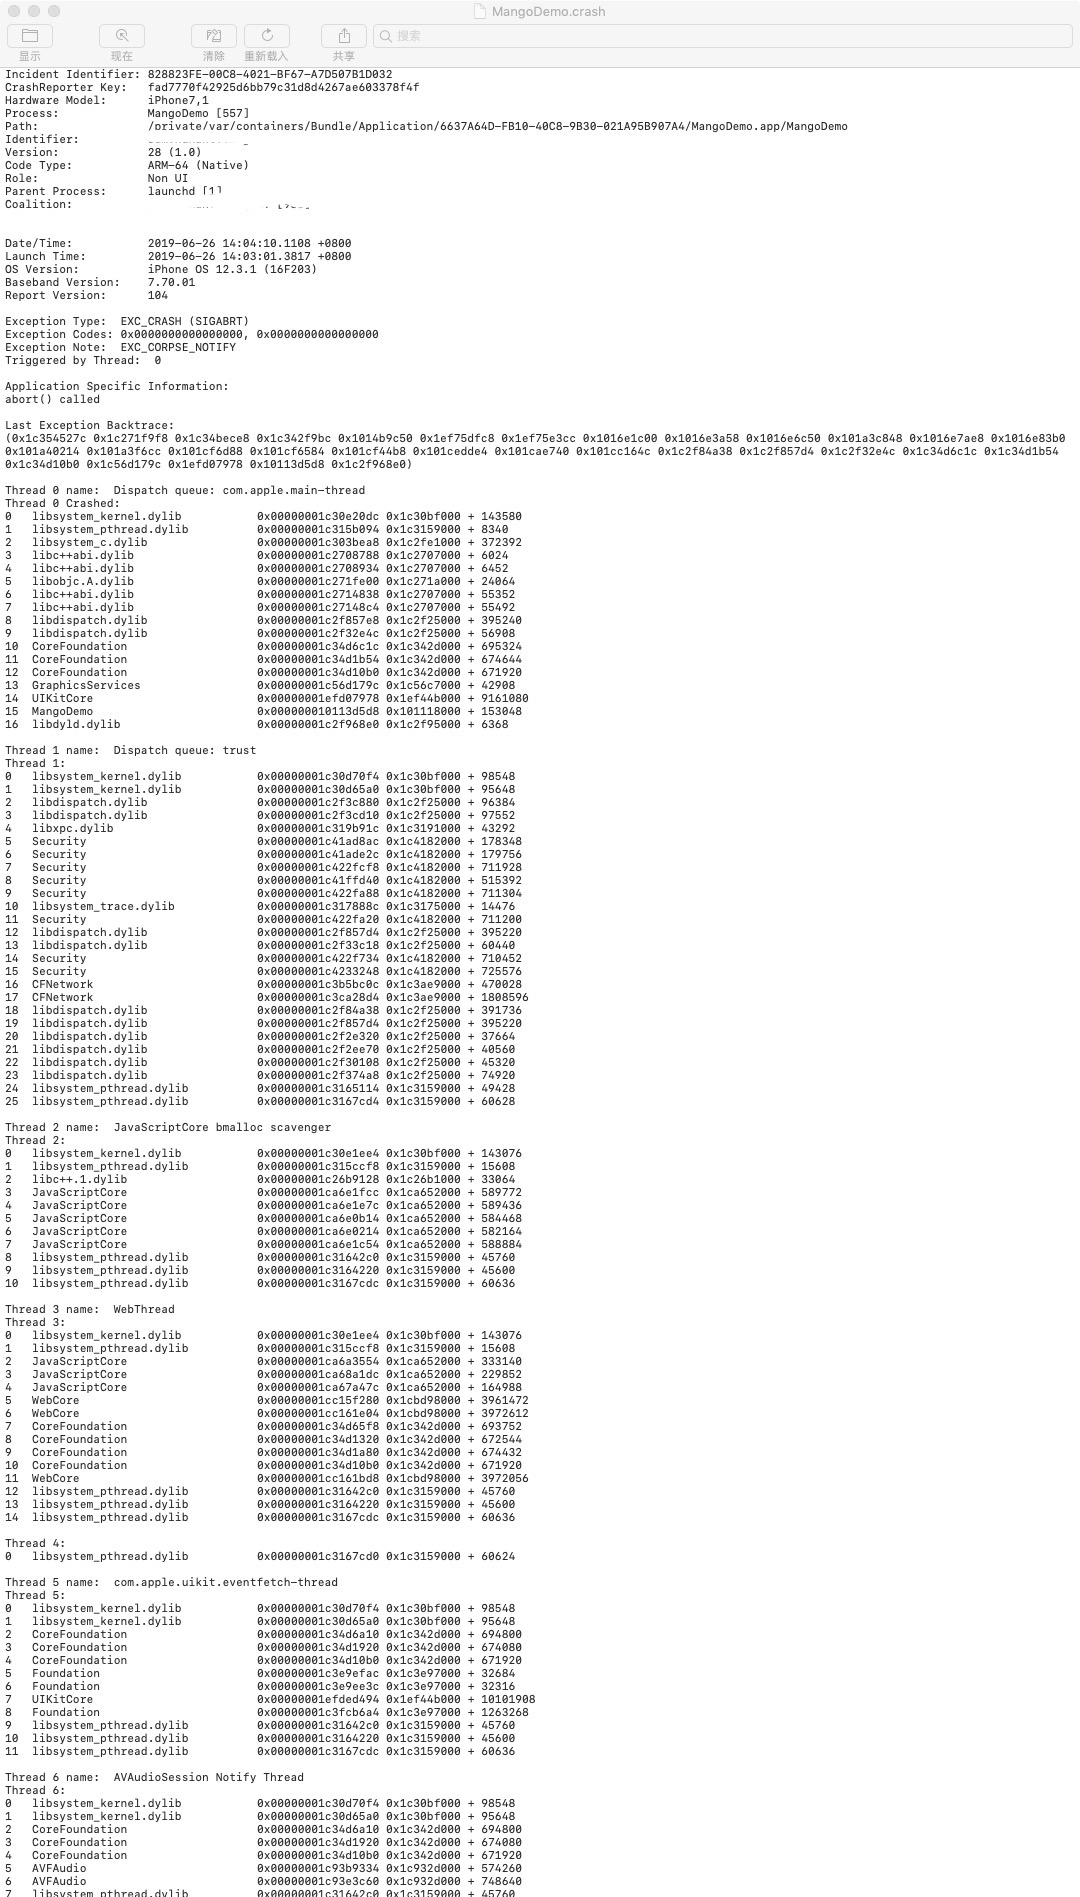 MangoDemo.crash
显示
现在
清除
重新载入
共享
搜索
Incident Identifier: 828823FE-00C8-4021-BF67-A7D507B1D032
CrashReporter Key:   fad7770f42925d6bb79c31d8d4267ae603378f4f
Hardware Model:      iPhone7,1
Process:             MangoDemo [557]
Path:                /private/var/containers/Bundle/Application/6637A64D-FB10-40C8-9B30-021A95B907A4/MangoDemo.app/MangoDemo
Identifier:
Version:             28 (1.0)
Code Type:           ARM-64 (Native)
Role:                Non UI
Parent Process:      launchd [1]
Coalition:
Date/Time:           2019-06-26 14:04:10.1108 +0800
Launch Time:         2019-06-26 14:03:01.3817 +0800
OS Version:          iPhone OS 12.3.1 (16F203)
Baseband Version:    7.70.01
Report Version:      104
Exception Type:  EXC_CRASH (SIGABRT)
Exception Codes: 0x0000000000000000, 0x0000000000000000
Exception Note:  EXC_CORPSE_NOTIFY
Triggered by Thread:  0
Application Specific Information:
abort() called
Last Exception Backtrace:
(0x1c354527c 0x1c271f9f8 0x1c34bece8 0x1c342f9bc 0x1014b9c50 0x1ef75dfc8 0x1ef75e3cc 0x1016e1c00 0x1016e3a58 0x1016e6c50 0x101a3c848 0x1016e7ae8 0x1016e83b0
0x101a40214 0x101a3f6cc 0x101cf6d88 0x101cf6584 0x101cf44b8 0x101cedde4 0x101cae740 0x101cc164c 0x1c2f84a38 0x1c2f857d4 0x1c2f32e4c 0x1c34d6c1c 0x1c34d1b54
0x1c34d10b0 0x1c56d179c 0x1efd07978 0x10113d5d8 0x1c2f968e0)
Thread 0 name:  Dispatch queue: com.apple.main-thread
Thread 0 Crashed:
0   libsystem_kernel.dylib           0x00000001c30e20dc 0x1c30bf000 + 143580
1   libsystem_pthread.dylib          0x00000001c315b094 0x1c3159000 + 8340
2   libsystem_c.dylib                0x00000001c303bea8 0x1c2fe1000 + 372392
3   libc++abi.dylib                  0x00000001c2708788 0x1c2707000 + 6024
4   libc++abi.dylib                  0x00000001c2708934 0x1c2707000 + 6452
5   libobjc.A.dylib                  0x00000001c271fe00 0x1c271a000 + 24064
6   libc++abi.dylib                  0x00000001c2714838 0x1c2707000 + 55352
7   libc++abi.dylib                  0x00000001c27148c4 0x1c2707000 + 55492
8   libdispatch.dylib                0x00000001c2f857e8 0x1c2f25000 + 395240
9   libdispatch.dylib                0x00000001c2f32e4c 0x1c2f25000 + 56908
10  CoreFoundation                   0x00000001c34d6c1c 0x1c342d000 + 695324
11  CoreFoundation                   0x00000001c34d1b54 0x1c342d000 + 674644
12  CoreFoundation                   0x00000001c34d10b0 0x1c342d000 + 671920
13  GraphicsServices                 0x00000001c56d179c 0x1c56c7000 + 42908
14  UIKitCore                        0x00000001efd07978 0x1ef44b000 + 9161080
15  MangoDemo                        0x000000010113d5d8 0x101118000 + 153048
16  libdyld.dylib                    0x00000001c2f968e0 0x1c2f95000 + 6368
Thread 1 name:  Dispatch queue: trust
Thread 1:
0   libsystem_kernel.dylib           0x00000001c30d70f4 0x1c30bf000 + 98548
1   libsystem_kernel.dylib           0x00000001c30d65a0 0x1c30bf000 + 95648
2   libdispatch.dylib                0x00000001c2f3c880 0x1c2f25000 + 96384
3   libdispatch.dylib                0x00000001c2f3cd10 0x1c2f25000 + 97552
4   libxpc.dylib                     0x00000001c319b91c 0x1c3191000 + 43292
5   Security                         0x00000001c41ad8ac 0x1c4182000 + 178348
6   Security                         0x00000001c41ade2c 0x1c4182000 + 179756
7   Security                         0x00000001c422fcf8 0x1c4182000 + 711928
8   Security                         0x00000001c41ffd40 0x1c4182000 + 515392
9   Security                         0x00000001c422fa88 0x1c4182000 + 711304
10  libsystem_trace.dylib            0x00000001c317888c 0x1c3175000 + 14476
11  Security                         0x00000001c422fa20 0x1c4182000 + 711200
12  libdispatch.dylib                0x00000001c2f857d4 0x1c2f25000 + 395220
13  libdispatch.dylib                0x00000001c2f33c18 0x1c2f25000 + 60440
14  Security                         0x00000001c422f734 0x1c4182000 + 710452
15  Security                         0x00000001c4233248 0x1c4182000 + 725576
16  CFNetwork                        0x00000001c3b5bc0c 0x1c3ae9000 + 470028
17  CFNetwork                        0x00000001c3ca28d4 0x1c3ae9000 + 1808596
18  libdispatch.dylib                0x00000001c2f84a38 0x1c2f25000 + 391736
19  libdispatch.dylib                0x00000001c2f857d4 0x1c2f25000 + 395220
20  libdispatch.dylib                0x00000001c2f2e320 0x1c2f25000 + 37664
21  libdispatch.dylib                0x00000001c2f2ee70 0x1c2f25000 + 40560
22  libdispatch.dylib                0x00000001c2f30108 0x1c2f25000 + 45320
23  libdispatch.dylib                0x00000001c2f374a8 0x1c2f25000 + 74920
24  libsystem_pthread.dylib          0x00000001c3165114 0x1c3159000 + 49428
25  libsystem_pthread.dylib          0x00000001c3167cd4 0x1c3159000 + 60628
Thread 2 name:  JavaScriptCore bmalloc scavenger
Thread 2:
0   libsystem_kernel.dylib           0x00000001c30e1ee4 0x1c30bf000 + 143076
1   libsystem_pthread.dylib          0x00000001c315ccf8 0x1c3159000 + 15608
2   libc++.1.dylib                   0x00000001c26b9128 0x1c26b1000 + 33064
3   JavaScriptCore                   0x00000001ca6e1fcc 0x1ca652000 + 589772
4   JavaScriptCore                   0x00000001ca6e1e7c 0x1ca652000 + 589436
5   JavaScriptCore                   0x00000001ca6e0b14 0x1ca652000 + 584468
6   JavaScriptCore                   0x00000001ca6e0214 0x1ca652000 + 582164
7   JavaScriptCore                   0x00000001ca6e1c54 0x1ca652000 + 588884
8   libsystem_pthread.dylib          0x00000001c31642c0 0x1c3159000 + 45760
9   libsystem_pthread.dylib          0x00000001c3164220 0x1c3159000 + 45600
10  libsystem_pthread.dylib          0x00000001c3167cdc 0x1c3159000 + 60636
Thread 3 name:  WebThread
Thread 3:
0   libsystem_kernel.dylib           0x00000001c30e1ee4 0x1c30bf000 + 143076
1   libsystem_pthread.dylib          0x00000001c315ccf8 0x1c3159000 + 15608
2   JavaScriptCore                   0x00000001ca6a3554 0x1ca652000 + 333140
3   JavaScriptCore                   0x00000001ca68a1dc 0x1ca652000 + 229852
4   JavaScriptCore                   0x00000001ca67a47c 0x1ca652000 + 164988
5   WebCore                          0x00000001cc15f280 0x1cbd98000 + 3961472
6   WebCore                          0x00000001cc161e04 0x1cbd98000 + 3972612
7   CoreFoundation                   0x00000001c34d65f8 0x1c342d000 + 693752
8   CoreFoundation                   0x00000001c34d1320 0x1c342d000 + 672544
9   CoreFoundation                   0x00000001c34d1a80 0x1c342d000 + 674432
10  CoreFoundation                   0x00000001c34d10b0 0x1c342d000 + 671920
11  WebCore                          0x00000001cc161bd8 0x1cbd98000 + 3972056
12  libsystem_pthread.dylib          0x00000001c31642c0 0x1c3159000 + 45760
13  libsystem_pthread.dylib          0x00000001c3164220 0x1c3159000 + 45600
14  libsystem_pthread.dylib          0x00000001c3167cdc 0x1c3159000 + 60636
Thread 4:
0   libsystem_pthread.dylib          0x00000001c3167cd0 0x1c3159000 + 60624
Thread 5 name:  com.apple.uikit.eventfetch-thread
Thread 5:
0   libsystem_kernel.dylib           0x00000001c30d70f4 0x1c30bf000 + 98548
1   libsystem_kernel.dylib           0x00000001c30d65a0 0x1c30bf000 + 95648
2   CoreFoundation                   0x00000001c34d6a10 0x1c342d000 + 694800
3   CoreFoundation                   0x00000001c34d1920 0x1c342d000 + 674080
4   CoreFoundation                   0x00000001c34d10b0 0x1c342d000 + 671920
5   Foundation                       0x00000001c3e9efac 0x1c3e97000 + 32684
6   Foundation                       0x00000001c3e9ee3c 0x1c3e97000 + 32316
7   UIKitCore                        0x00000001efded494 0x1ef44b000 + 10101908
8   Foundation                       0x00000001c3fcb6a4 0x1c3e97000 + 1263268
9   libsystem_pthread.dylib          0x00000001c31642c0 0x1c3159000 + 45760
10  libsystem_pthread.dylib          0x00000001c3164220 0x1c3159000 + 45600
11  libsystem_pthread.dylib          0x00000001c3167cdc 0x1c3159000 + 60636
Thread 6 name:  AVAudioSession Notify Thread
Thread 6:
0   libsystem_kernel.dylib           0x00000001c30d70f4 0x1c30bf000 + 98548
1   libsystem_kernel.dylib           0x00000001c30d65a0 0x1c30bf000 + 95648
2   CoreFoundation                   0x00000001c34d6a10 0x1c342d000 + 694800
3   CoreFoundation                   0x00000001c34d1920 0x1c342d000 + 674080
4   CoreFoundation                   0x00000001c34d10b0 0x1c342d000 + 671920
5   AVFAudio                         0x00000001c93b9334 0x1c932d000 + 574260
6   AVFAudio                         0x00000001c93e3c60 0x1c932d000 + 748640
7   libsystem_pthread.dylib          0x00000001c31642c0 0x1c3159000 + 45760